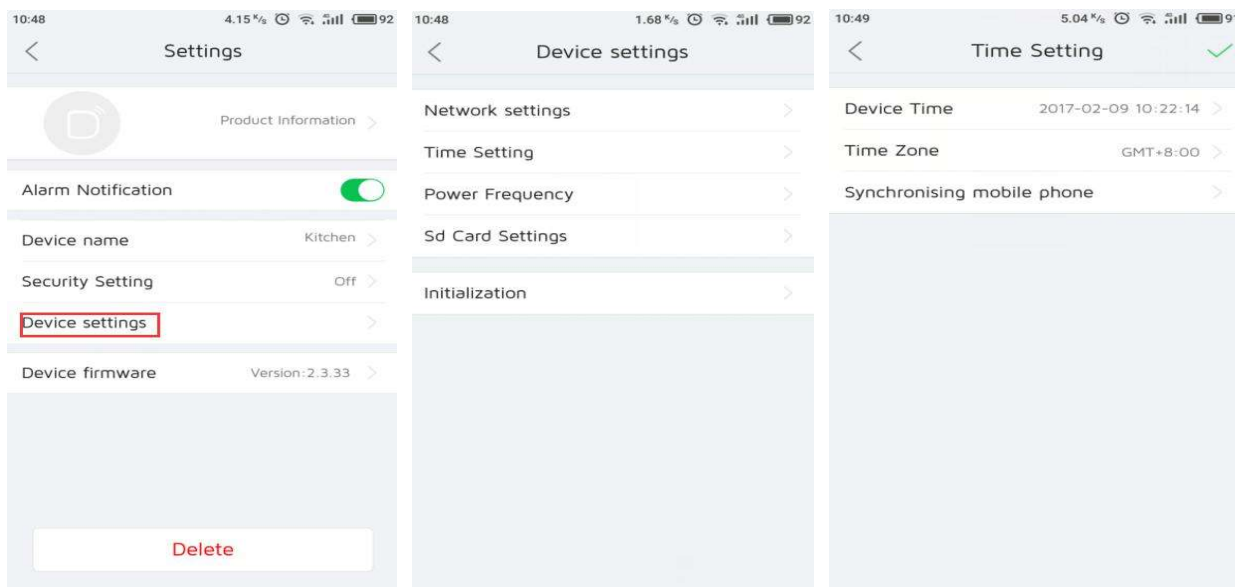 10:48 4.15 K/s 92
Settings
Product Information
Alarm Notification
Device name Kitchen
Security Setting Off
Device settings
Device firmware Version:2.3.33
Delete
10:48 1.68 K/s 92
Device settings
Network settings
Time Setting
Power Frequency
Sd Card Settings
Initialization
10:49 5.04 K/s
Time Setting
Device Time 2017-02-09 10:22:14
Time Zone GMT+8:00
Synchronising mobile phone